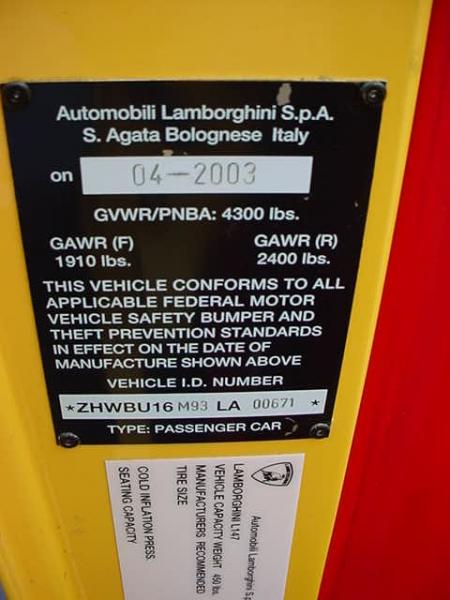 Automobili Lamborghini S.p.A.
S. Agata Bolognese Italy
on 04-2003
GVWR/PNBA: 4300 lbs.
GAWR (F) GAWR (R)
1910 lbs. 2400 lbs.
THIS VEHICLE CONFORMS TO ALL
APPLICABLE FEDERAL MOTOR
VEHICLE SAFETY BUMPER AND
THEFT PREVENTION STANDARDS
IN EFFECT ON THE DATE OF
MANUFACTURE SHOWN ABOVE
VEHICLE I.D. NUMBER
*ZHWBU16 M93 LA 00671*
TYPE: PASSENGER CAR
Automobili Lamborghini S.p
LAMBORGHINI L147
VEHICLE CAPACITY WEIGHT 450 lbs.
MANUFACTURERS RECOMMENDED
TIRE SIZE
COLD INFLATION PRESS.
SEATING CAPACITY